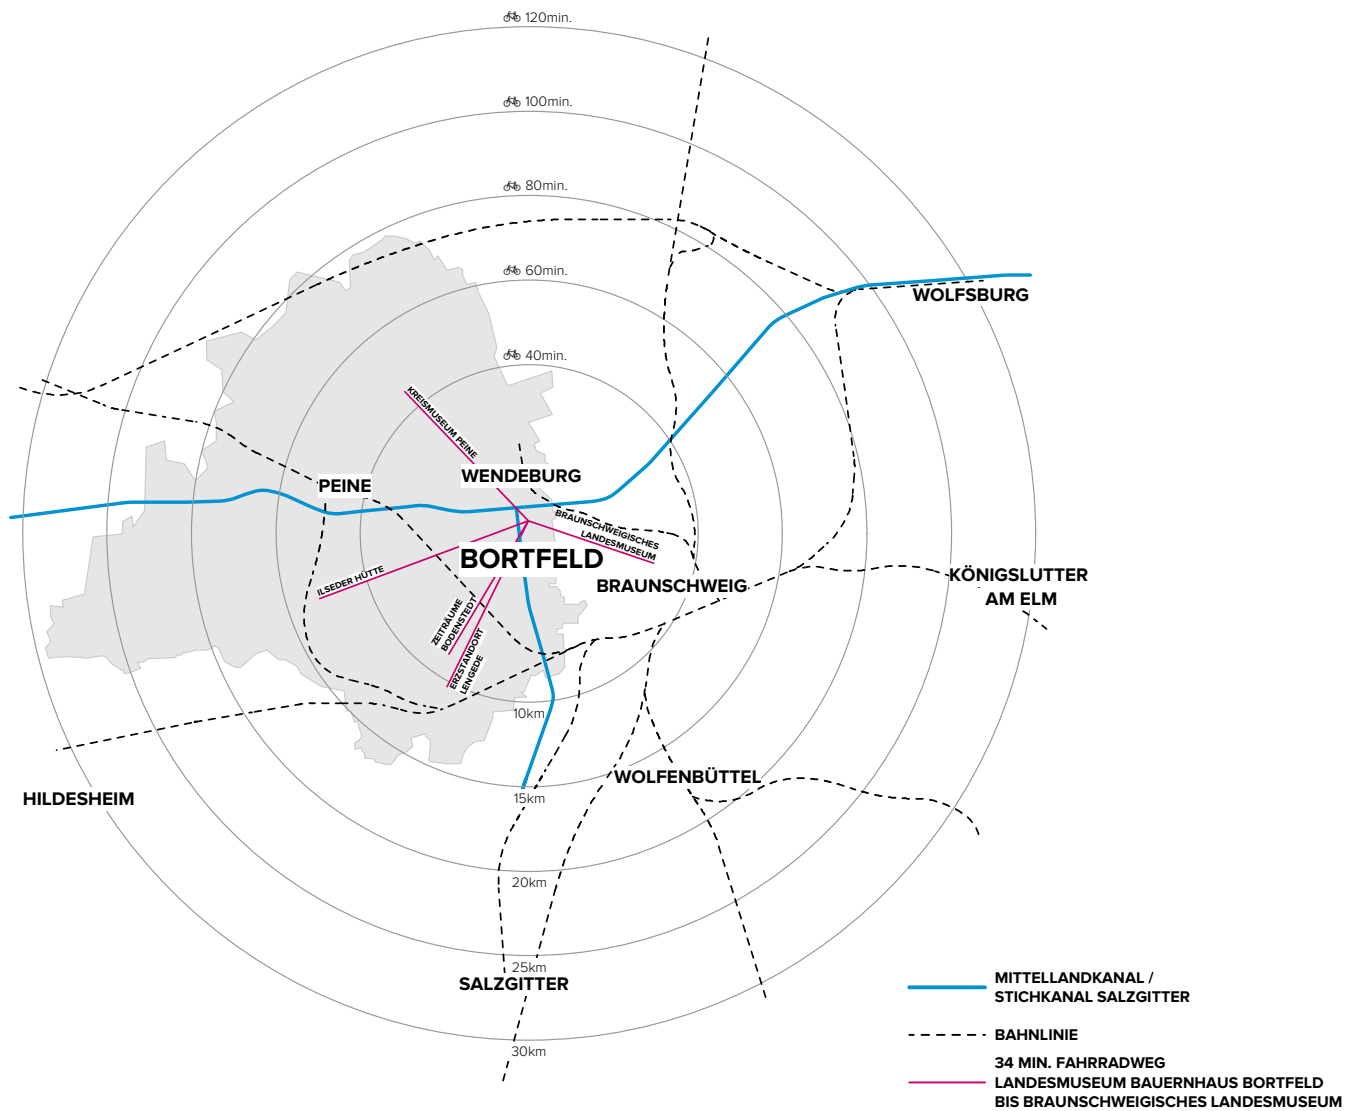 120min.
100min.
80min.
60min.
WOLFSBURG
40min.
KREISMUSEUM PEINE
WENDEBURG
PEINE
BRAUNSCHWEIGISCHES
LANDESMUSEUM
BORTFELD
ILSEDER HÜTTE
BRAUNSCHWEIG
KÖNIGSLUTTER
AM ELM
ZEITRÄUME
BODENSTEDT
ERZSTANDORT
LENGEDE
10km
WOLFENBÜTTEL
HILDESHEIM
15km
20km
25km
SALZGITTER
30km
MITTELLANDKANAL /
STICHKANAL SALZGITTER
BAHNLINIE
34 MIN. FAHRRADWEG
LANDESMUSEUM BAUERNHAUS BORTFELD
BIS BRAUNSCHWEIGISCHES LANDESMUSEUM